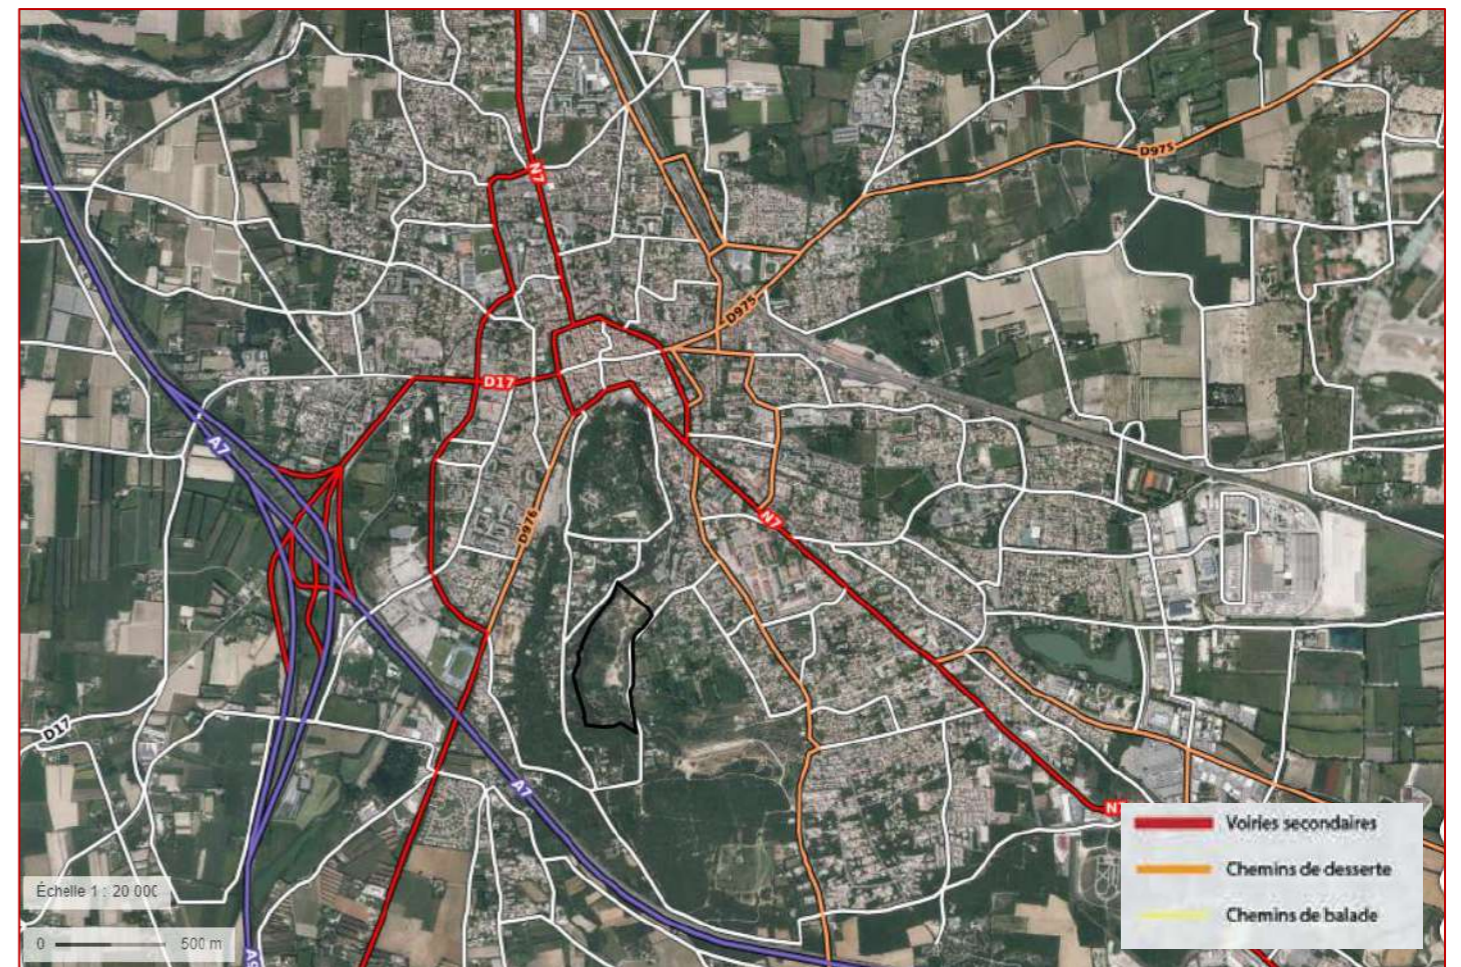 N7
D975
D975
D17
A7
D976
N7
D17
A7
Voiries secondaires
Échelle 1 : 20 000
Chemins de desserte
Chemins de balade
0 500 m